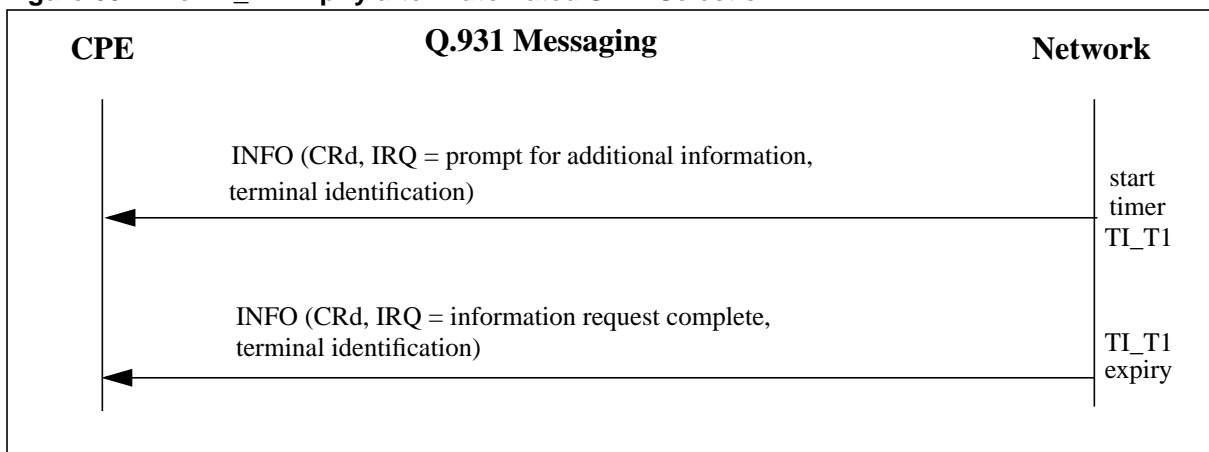 CPE
Q.931 Messaging
Network
INFO (CRd, IRQ = prompt for additional information,
terminal identification)
start
timer
TI_T1
INFO (CRd, IRQ = information request complete,
terminal identification)
TI_T1
expiry